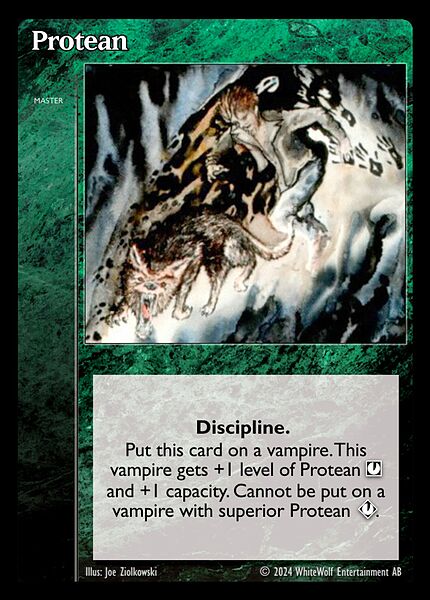 Protean
MASTER
Discipline.
Put this card on a vampire. This
vampire gets +1 level of Protean
and +1 capacity. Cannot be put on a
vampire with superior Protean .
Illus: Joe Ziolkowski
© 2024 WhiteWolf Entertainment AB